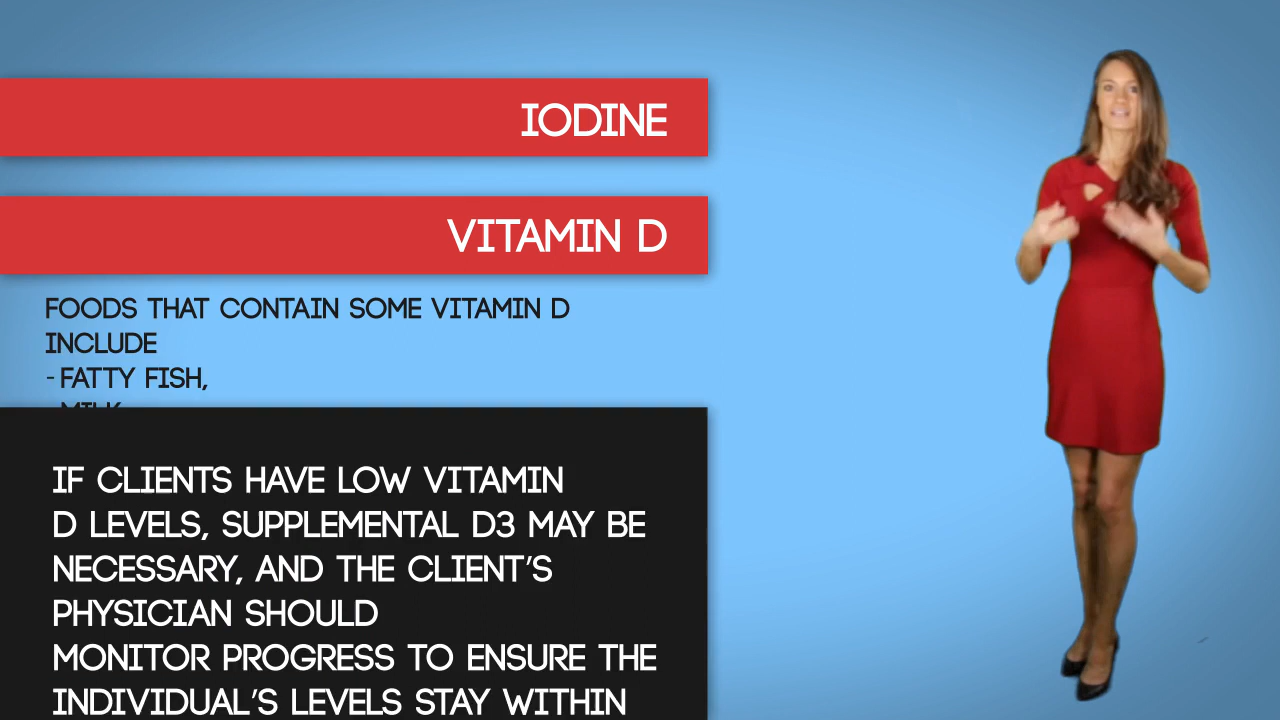 IODINE
VITAMIN D
FOODS THAT CONTAIN SOME VITAMIN D
INCLUDE
- FATTY FISH,
IF CLIENTS HAVE LOW VITAMIN
D LEVELS, SUPPLEMENTAL D3 MAY BE
NECESSARY, AND THE CLIENT'S
PHYSICIAN SHOULD
MONITOR PROGRESS TO ENSURE THE
INDIVIDUAL'S LEVELS STAY WITHIN